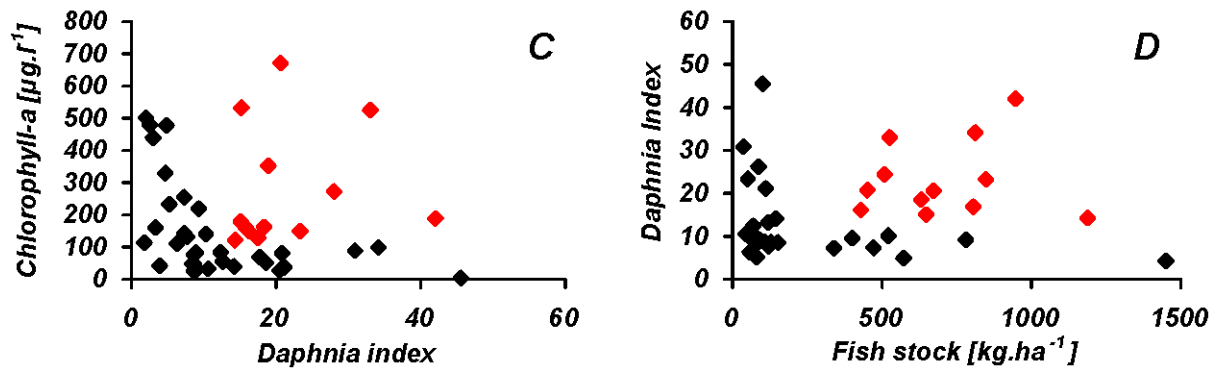 800
700
600
500
400
300
200
100
0
Chlorophyll-a [µg.l⁻¹]
C
0 20 40 60
Daphnia index
60
50
40
30
20
10
0
Daphnia Index
D
0 500 1000 1500
Fish stock [kg.ha⁻¹]